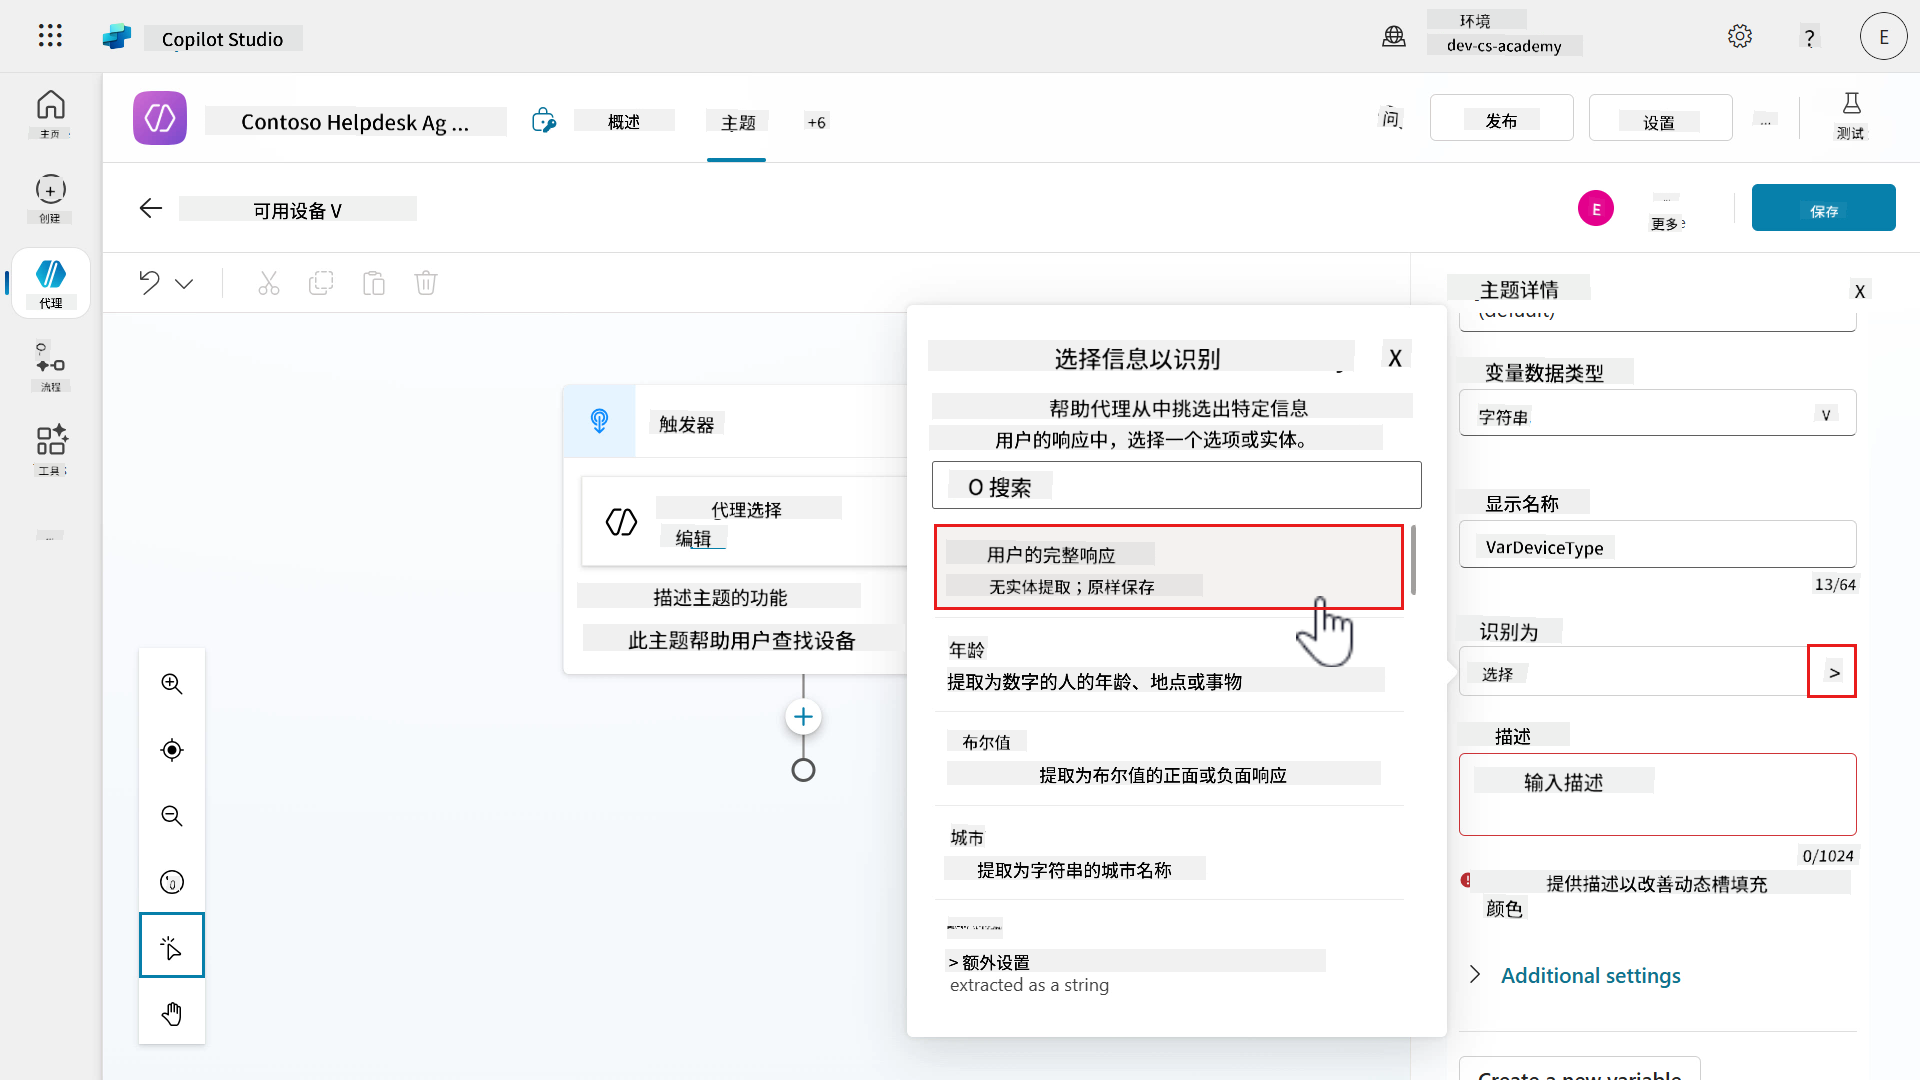 Copilot Studio
环境
dev-cs-academy
?
E
主页
创建
代理
流程
工具
...
Contoso Helpdesk Ag ...
概述
主题
+6
问
发布
设置
...
测试
可用设备 V
E
更多
保存
触发器
代理选择
编辑
描述主题的功能
此主题帮助用户查找设备
选择信息以识别
X
帮助代理从中挑选出特定信息
用户的响应中，选择一个选项或实体。
O 搜索
用户的完整响应
无实体提取；原样保存
年龄
提取为数字的人的年龄、地点或事物
布尔值
提取为布尔值的正面或负面响应
城市
提取为字符串的城市名称
> 额外设置
extracted as a string
主题详情
X
(default)
变量数据类型
字符串
V
显示名称
VarDeviceType
13/64
识别为
选择
>
描述
输入描述
0/1024
提供描述以改善动态槽填充
颜色
Additional settings
Create a new variable